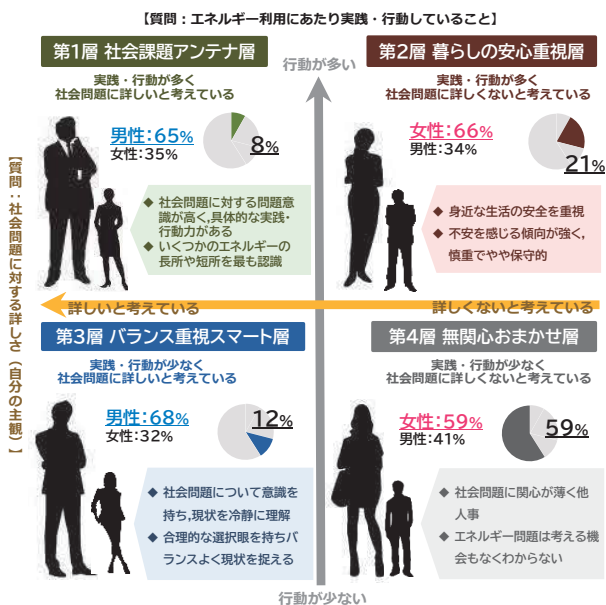 【質問：エネルギー利用にあたり実践・行動していること】
第1層 社会課題アンテナ層
実践・行動が多く
社会問題に詳しいと考えている
男性：65%
女性：35%
8%
◆ 社会問題に対する問題意
識が高く，具体的な実践・
行動力がある
◆ いくつかのエネルギーの
長所や短所を最も認識
行動が多い
第2層 暮らしの安心重視層
実践・行動が多く
社会問題に詳しくないと考えている
女性：66%
男性：34%
21%
◆ 身近な生活の安全を重視
◆ 不安を感じる傾向が強く，
慎重でやや保守的
【質問：社会問題に対する詳しさ（自分の主観）】
詳しいと考えている
詳しくないと考えている
第3層 バランス重視スマート層
実践・行動が少なく
社会問題に詳しいと考えている
男性：68%
女性：32%
12%
◆ 社会問題について意識を
持ち，現状を冷静に理解
◆ 合理的な選択眼を持ちバ
ランスよく現状を捉える
第4層 無関心おまかせ層
実践・行動が少なく
社会問題に詳しくないと考えている
女性：59%
男性：41%
59%
◆ 社会問題に関心が薄く他
人事
◆ エネルギー問題は考える機
会もなくわからない
行動が少ない